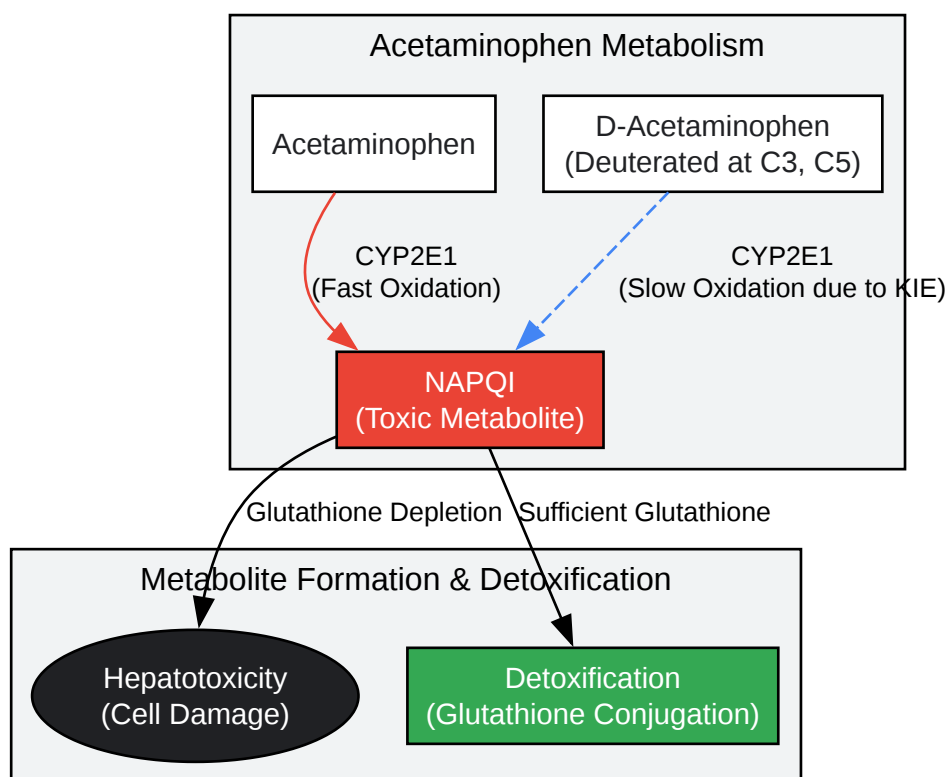 Acetaminophen Metabolism
Acetaminophen
D-Acetaminophen
(Deuterated at C3, C5)
CYP2E1
(Fast Oxidation)
CYP2E1
(Slow Oxidation due to KIE)
NAPQI
(Toxic Metabolite)
Glutathione Depletion
Sufficient Glutathione
Metabolite Formation & Detoxification
Hepatotoxicity
(Cell Damage)
Detoxification
(Glutathione Conjugation)